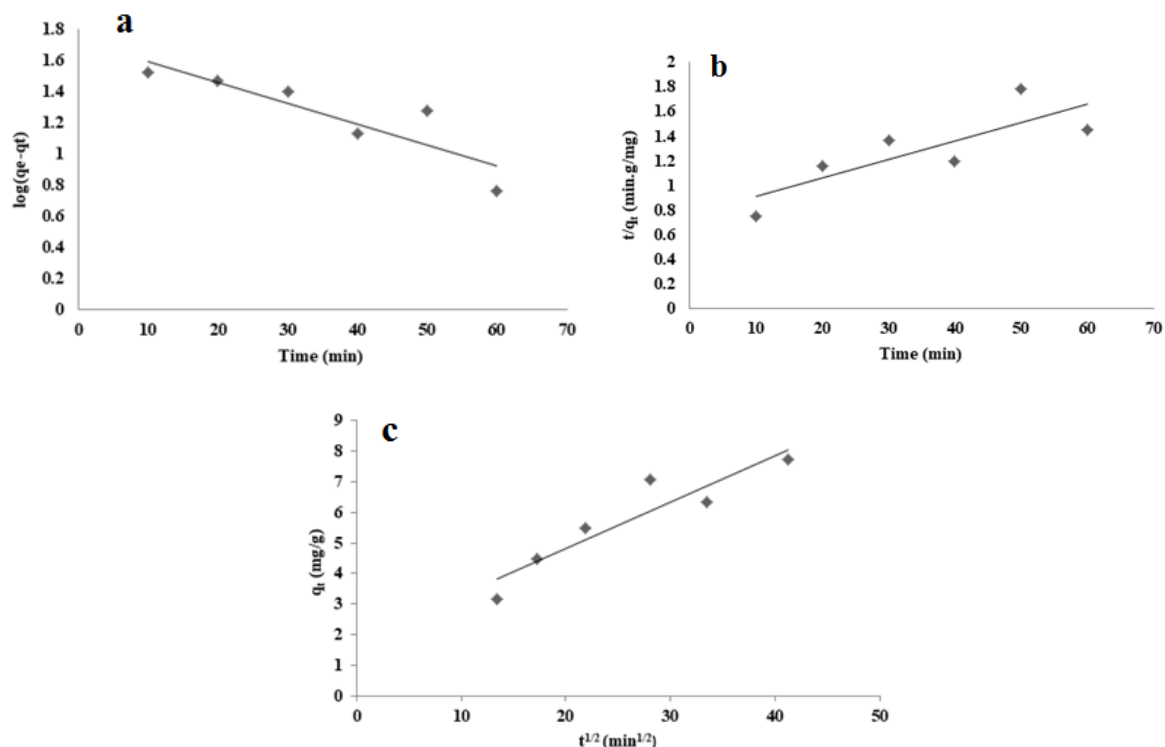 a
1.8
1.6
1.4
1.2
1
0.8
0.6
0.4
0.2
0
log(qe-qt)
0 10 20 30 40 50 60 70
Time (min)
b
2
1.8
1.6
1.4
1.2
1
0.8
0.6
0.4
0.2
0
t/qt (min.g/mg)
0 10 20 30 40 50 60 70
Time (min)
c
9
8
7
6
5
4
3
2
1
0
qt (mg/g)
0 10 20 30 40 50
t1/2 (min1/2)